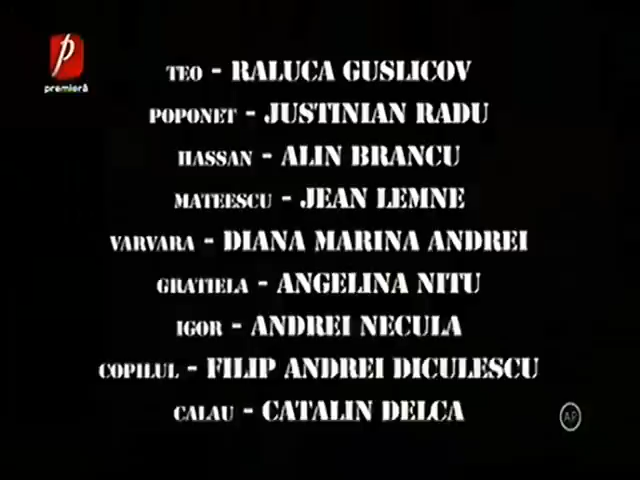 p
premieră
TEO - RALUCA GUSLICOV
POPONET - JUSTINIAN RADU
HASSAN - ALIN BRANCU
MATEESCU - JEAN LEMNE
VARVARA - DIANA MARINA ANDREI
GRATIELA - ANGELINA NITU
IGOR - ANDREI NECULA
COPILUL - FILIP ANDREI DICULESCU
CALAU - CATALIN DELCA
AP